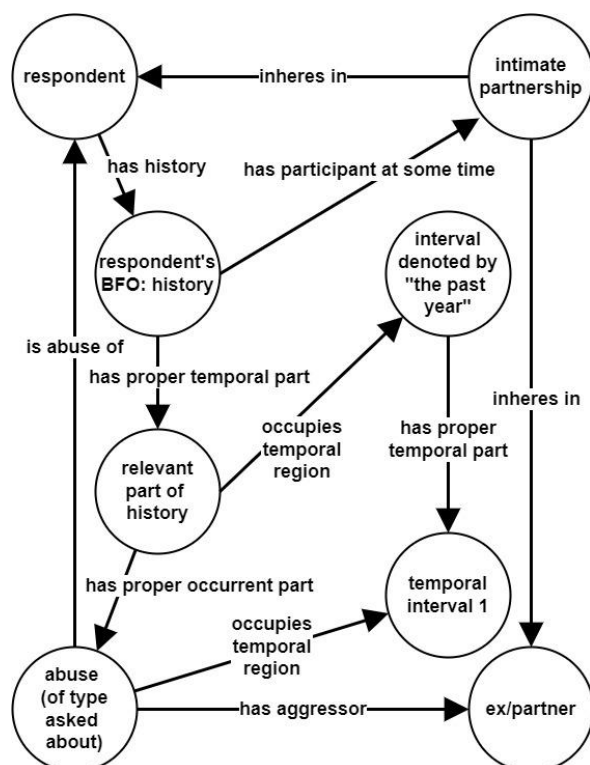 respondent
inheres in
intimate
partnership
has history
has participant at some time
respondent's
BFO: history
interval
denoted by
"the past
year"
is abuse of
has proper temporal part
inheres in
occupies
temporal
region
has proper
temporal part
relevant
part of
history
has proper occurrent part
temporal
interval 1
occupies
temporal
region
abuse
(of type
asked
about)
has aggressor
ex/partner